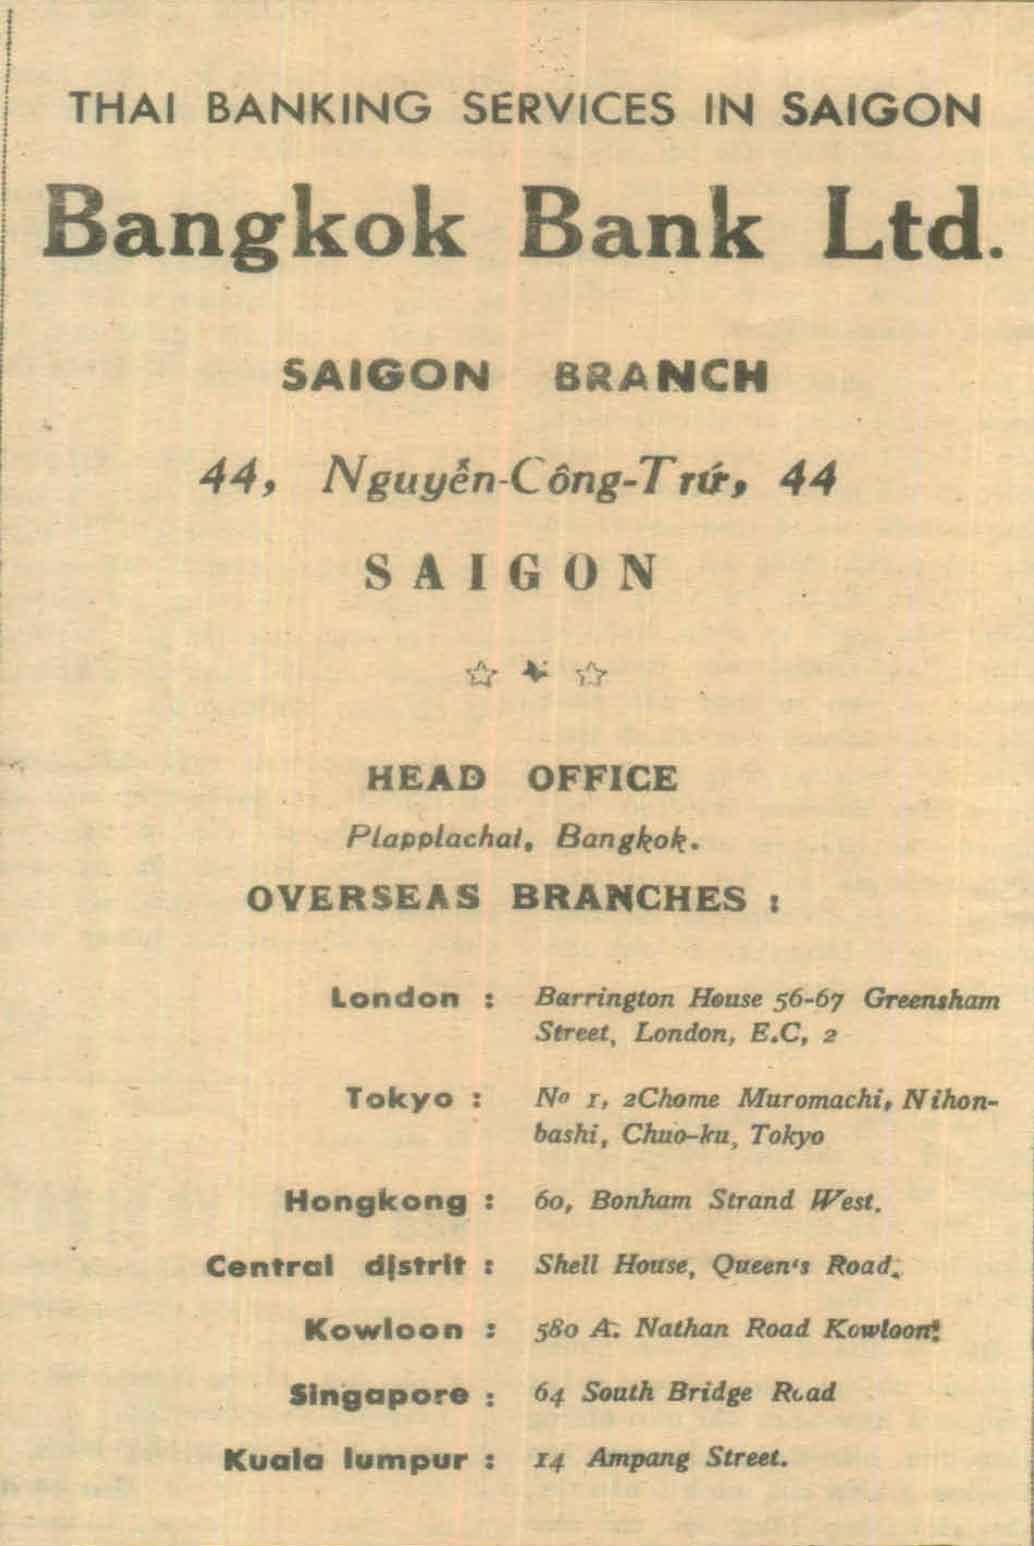 THAI BANKING SERVICES IN SAIGON
Bangkok Bank Ltd.
SAIGON BRANCH
44, Nguyễn-Công-Trứ, 44
SAIGON
HEAD OFFICE
Plapplachai, Bangkok.
OVERSEAS BRANCHES :
London : Barrington House 56-67 Greensham
Street, London, E.C, 2
Tokyo : No 1, 2Chome Muromachi, Nihon-
bashi, Chuo-ku, Tokyo
Hongkong : 60, Bonham Strand West.
Central distrit : Shell House, Queen's Road.
Kowloon : 580 A. Nathan Road Kowloon.
Singapore : 64 South Bridge Road
Kuala lumpur : 14 Ampang Street.